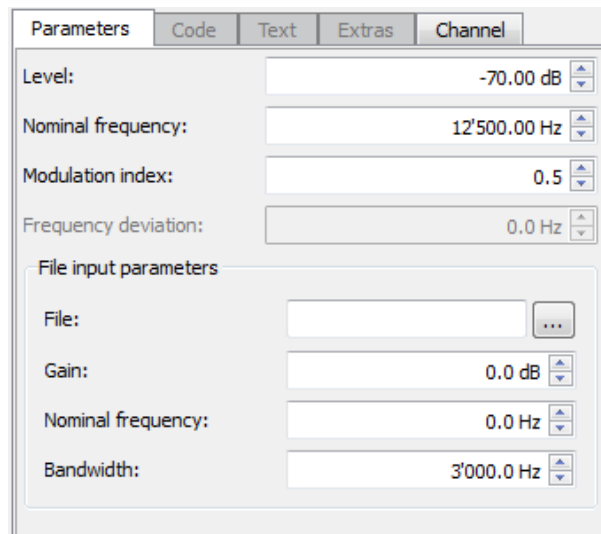 Parameters Code Text Extras Channel
Level: -70.00 dB
Nominal frequency: 12'500.00 Hz
Modulation index: 0.5
Frequency deviation: 0.0 Hz
File input parameters
File: ...
Gain: 0.0 dB
Nominal frequency: 0.0 Hz
Bandwidth: 3'000.0 Hz